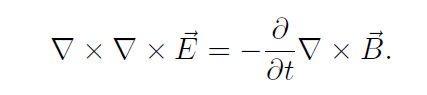 ∇ × ∇ × E⃗ = −∂/∂t ∇ × B⃗.